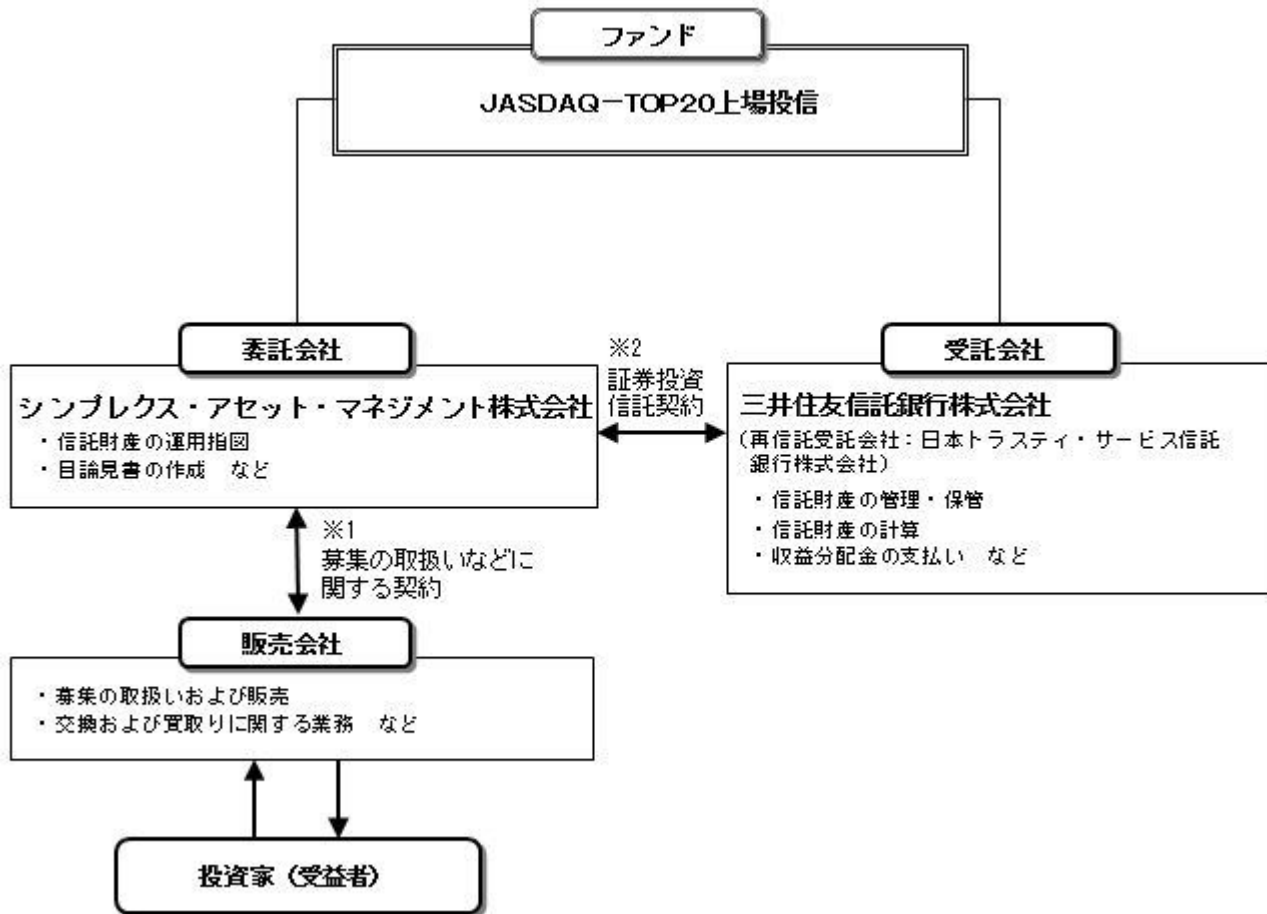 ファンド
JASDAQ－TOP20上場投信
委託会社
シンプレクス・アセット・マネジメント株式会社
・信託財産の運用指図
・目論見書の作成　など
※2
証券投資
信託契約
受託会社
三井住友信託銀行株式会社
(再信託受託会社：日本トラスティ・サービス信託
銀行株式会社)
・信託財産の管理・保管
・信託財産の計算
・収益分配金の支払い　など
※1
募集の取扱いなどに
関する契約
販売会社
・募集の取扱いおよび販売
・交換および買取りに関する業務　など
投資家（受益者）